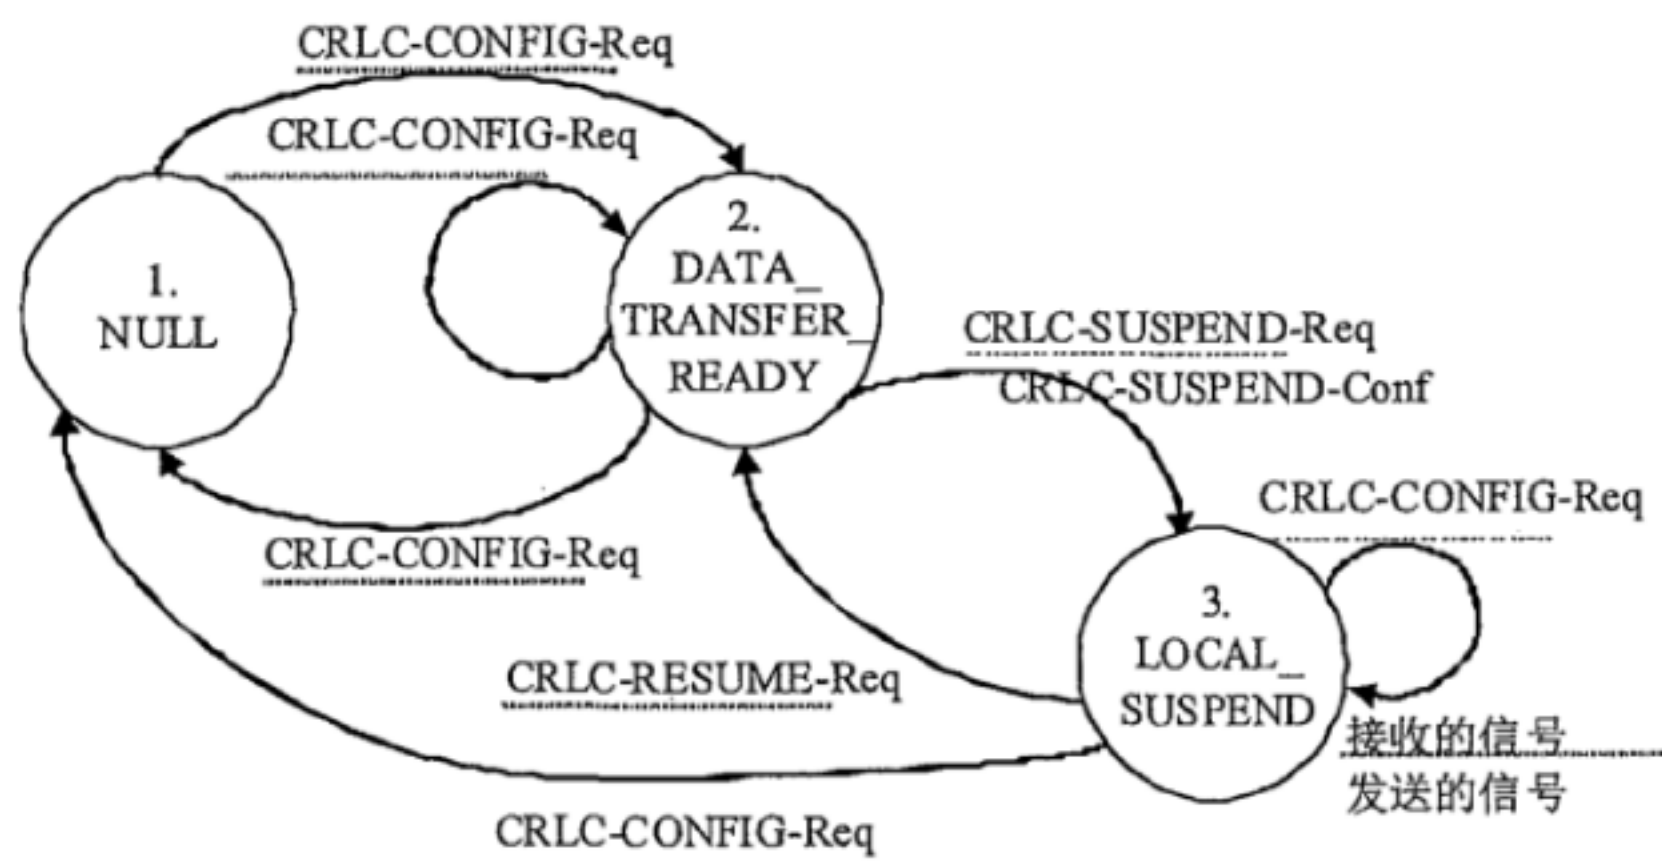 CRLC-CONFIG-Req
CRLC-CONFIG-Req
1.
NULL
2.
DATA_
TRANSFER_
READY
CRLC-SUSPEND-Req
CRLC-SUSPEND-Conf
CRLC-CONFIG-Req
CRLC-CONFIG-Req
3.
LOCAL_
SUSPEND
CRLC-RESUME-Req
接收的信号
发送的信号
CRLC-CONFIG-Req